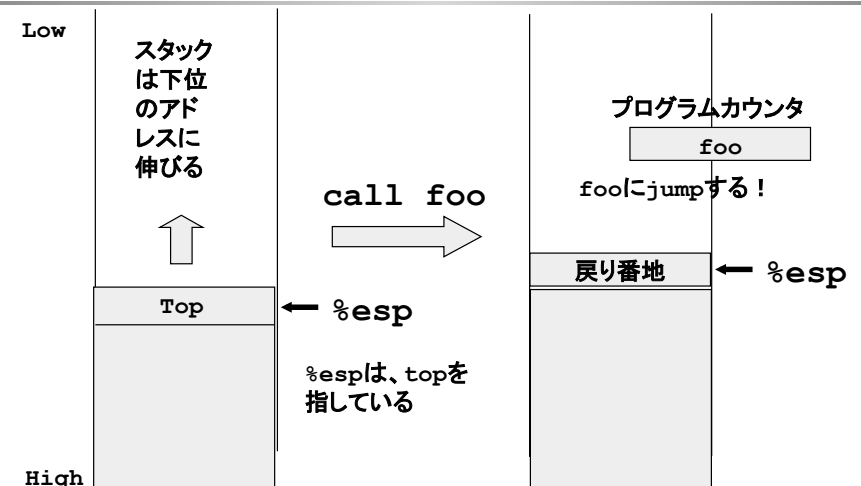 Low
スタック
は下位
のアド
レスに
伸びる
プログラムカウンタ
foo
fooにjumpする！
call foo
戻り番地
%esp
Top
%esp
%espは、topを
指している
High